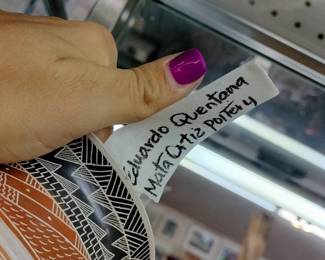 Eduardo Quentana
Mata Ortiz Pottery